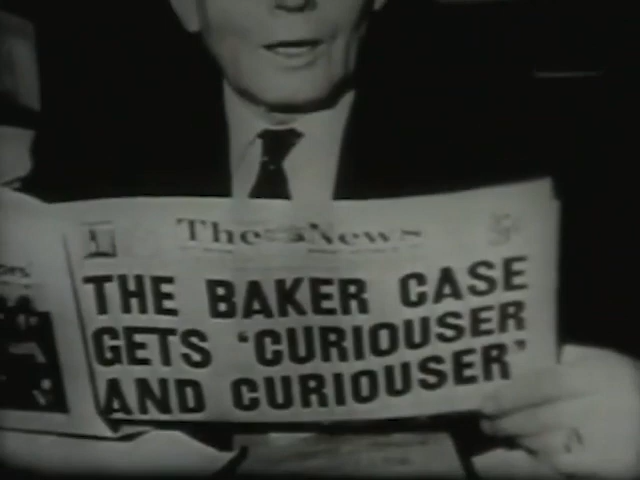 The News
THE BAKER CASE
GETS 'CURIOUSER
AND CURIOUSER'